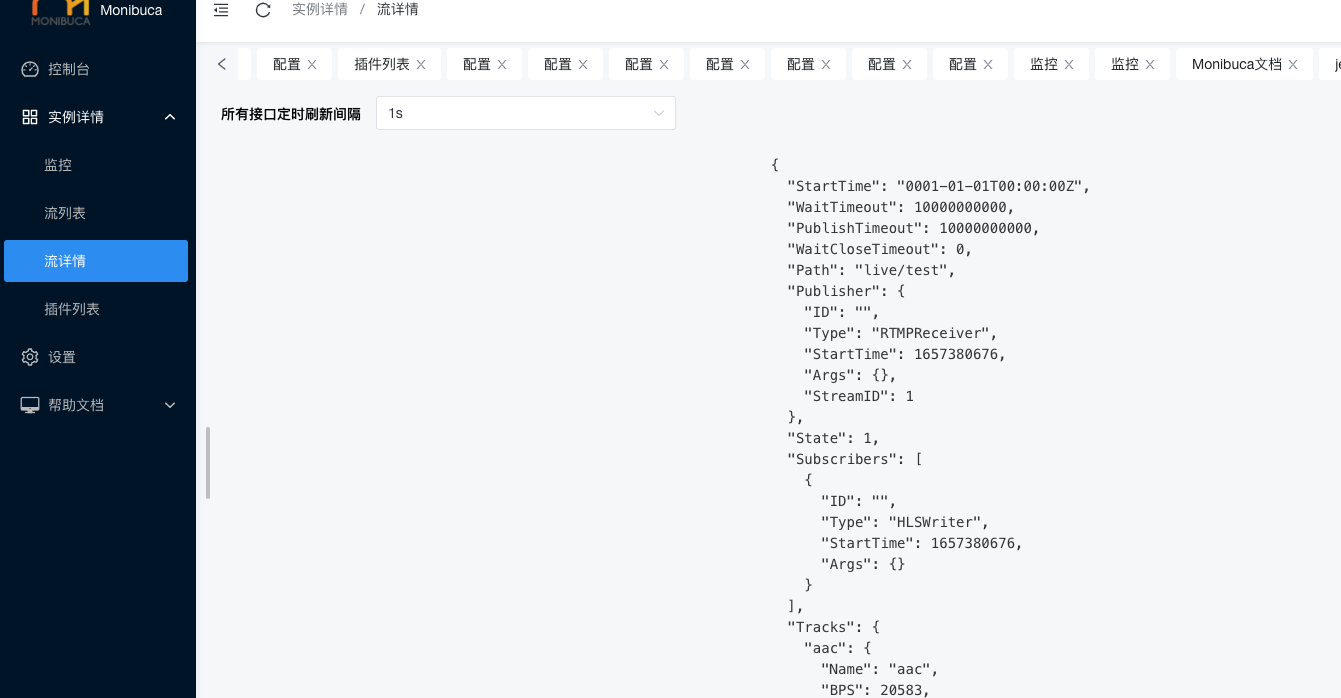 MONIBUCA
Monibuca
实例详情 / 流详情
控制台
实例详情
监控
流列表
流详情
插件列表
设置
帮助文档
配置 插件列表 配置 配置 配置 配置 配置 配置 配置 监控 监控 Monibuca文档
所有接口定时刷新间隔 1s
{
"StartTime": "0001-01-01T00:00:00Z",
"WaitTimeout": 10000000000,
"PublishTimeout": 10000000000,
"WaitCloseTimeout": 0,
"Path": "live/test",
"Publisher": {
"ID": "",
"Type": "RTMPReceiver",
"StartTime": 1657380676,
"Args": {},
"StreamID": 1
},
"State": 1,
"Subscribers": [
{
"ID": "",
"Type": "HLSWriter",
"StartTime": 1657380676,
"Args": {}
}
],
"Tracks": {
"aac": {
"Name": "aac",
"BPS": 20583,